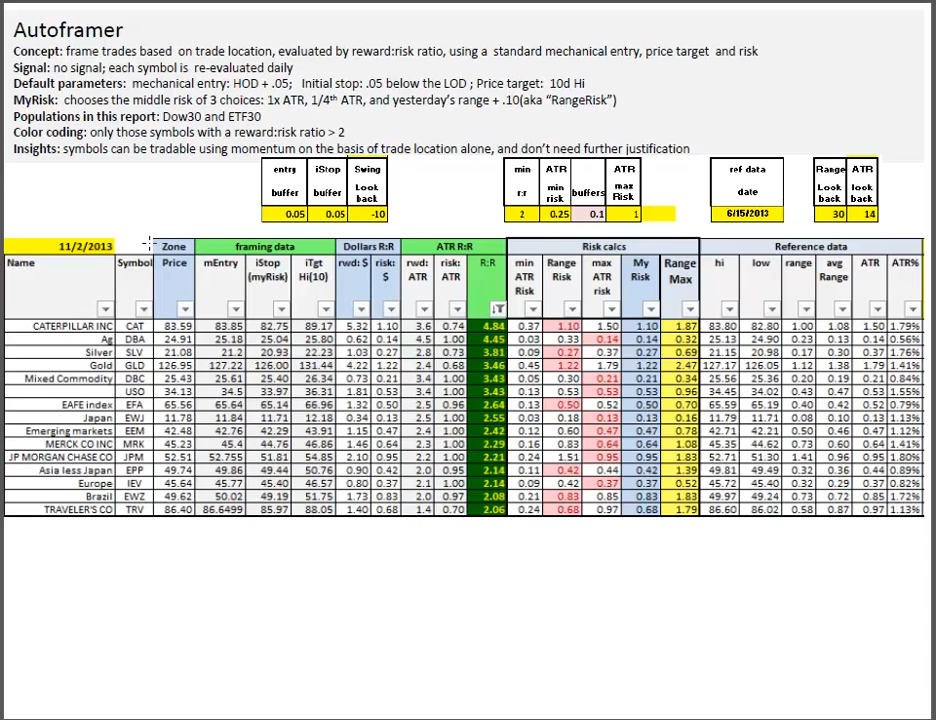 Autoframer
Concept: frame trades based on trade location, evaluated by reward:risk ratio, using a standard mechanical entry, price target and risk
Signal: no signal; each symbol is re-evaluated daily
Default parameters: mechanical entry: HOD + .05; Initial stop: .05 below the LOD ; Price target: 10d Hi
MyRisk: chooses the middle risk of 3 choices: 1x ATR, 1/4th ATR, and yesterday's range + .10(aka "RangeRisk")
Populations in this report: Dow30 and ETF30
Color coding: only those symbols with a reward:risk ratio > 2
Insights: symbols can be tradable using momentum on the basis of trade location alone, and don't need further justification
entry buffer iStop buffer Swing Look back min r:r ATR min risk buffers ATR max Risk ref data date Range Look back ATR look back
0.05 0.05 -10 2 0.25 0.1 1 6/15/2013 30 14
11/2/2013 Zone framing data Dollars R:R ATR R:R Risk calcs Reference data
Name Symbol Price mEntry iStop (myRisk) iTgt Hi(10) rwd: $ risk: $ rwd: ATR risk: ATR R:R min ATR Risk Range Risk max ATR risk My Risk Range Max hi low range avg Range ATR ATR%
CATERPILLAR INC CAT 83.59 83.85 82.75 89.17 5.32 1.10 3.6 0.74 4.84 0.37 1.10 1.50 1.10 1.87 83.80 82.80 1.00 1.08 1.50 1.79%
Ag DBA 24.91 25.18 25.04 25.80 0.62 0.14 4.5 1.00 4.45 0.03 0.33 0.14 0.14 0.32 25.13 24.90 0.23 0.13 0.14 0.56%
Silver SLV 21.08 21.2 20.93 22.23 1.03 0.27 2.8 0.73 3.81 0.09 0.27 0.37 0.27 0.69 21.15 20.98 0.17 0.30 0.37 1.76%
Gold GLD 126.95 127.22 126.00 131.44 4.22 1.22 2.4 0.68 3.46 0.45 1.22 1.79 1.22 2.47 127.17 126.05 1.12 1.38 1.79 1.41%
Mixed Commodity DBC 25.43 25.61 25.40 26.34 0.73 0.21 3.4 1.00 3.43 0.05 0.30 0.21 0.21 0.34 25.56 25.36 0.20 0.19 0.21 0.84%
USO 34.13 34.5 33.97 36.31 1.81 0.53 3.4 1.00 3.43 0.13 0.53 0.53 0.53 0.96 34.45 34.02 0.43 0.47 0.53 1.55%
EAFE index EFA 65.56 65.64 65.14 66.96 1.32 0.50 2.5 0.96 2.64 0.13 0.50 0.52 0.50 0.70 65.59 65.19 0.40 0.42 0.52 0.79%
Japan EWJ 11.78 11.84 11.71 12.18 0.34 0.13 2.5 1.00 2.55 0.03 0.18 0.13 0.13 0.16 11.79 11.71 0.08 0.10 0.13 1.13%
Emerging markets EEM 42.48 42.76 42.29 43.91 1.15 0.47 2.4 1.00 2.42 0.12 0.60 0.47 0.47 0.78 42.71 42.21 0.50 0.46 0.47 1.12%
MERCK CO INC MRK 45.23 45.4 44.76 46.86 1.46 0.64 2.3 1.00 2.29 0.16 0.83 0.64 0.64 1.08 45.35 44.62 0.73 0.60 0.64 1.41%
JP MORGAN CHASE CO JPM 52.51 52.755 51.81 54.85 2.10 0.95 2.2 1.00 2.21 0.24 1.51 0.95 0.95 1.83 52.71 51.30 1.41 0.96 0.95 1.80%
Asia less Japan EPP 49.74 49.86 49.44 50.76 0.90 0.42 2.0 0.95 2.14 0.11 0.42 0.44 0.42 1.39 49.81 49.49 0.32 0.36 0.44 0.89%
Europe IEV 45.64 45.77 45.40 46.57 0.80 0.37 2.1 1.00 2.14 0.09 0.42 0.37 0.37 0.52 45.72 45.40 0.32 0.29 0.37 0.82%
Brazil EWZ 49.62 50.02 49.19 51.75 1.73 0.83 2.0 0.97 2.08 0.21 0.83 0.85 0.83 1.83 49.97 49.24 0.73 0.72 0.85 1.72%
TRAVELER'S CO TRV 86.40 86.6499 85.97 88.05 1.40 0.68 1.4 0.70 2.06 0.24 0.68 0.97 0.68 1.79 86.60 86.02 0.58 0.87 0.97 1.13%